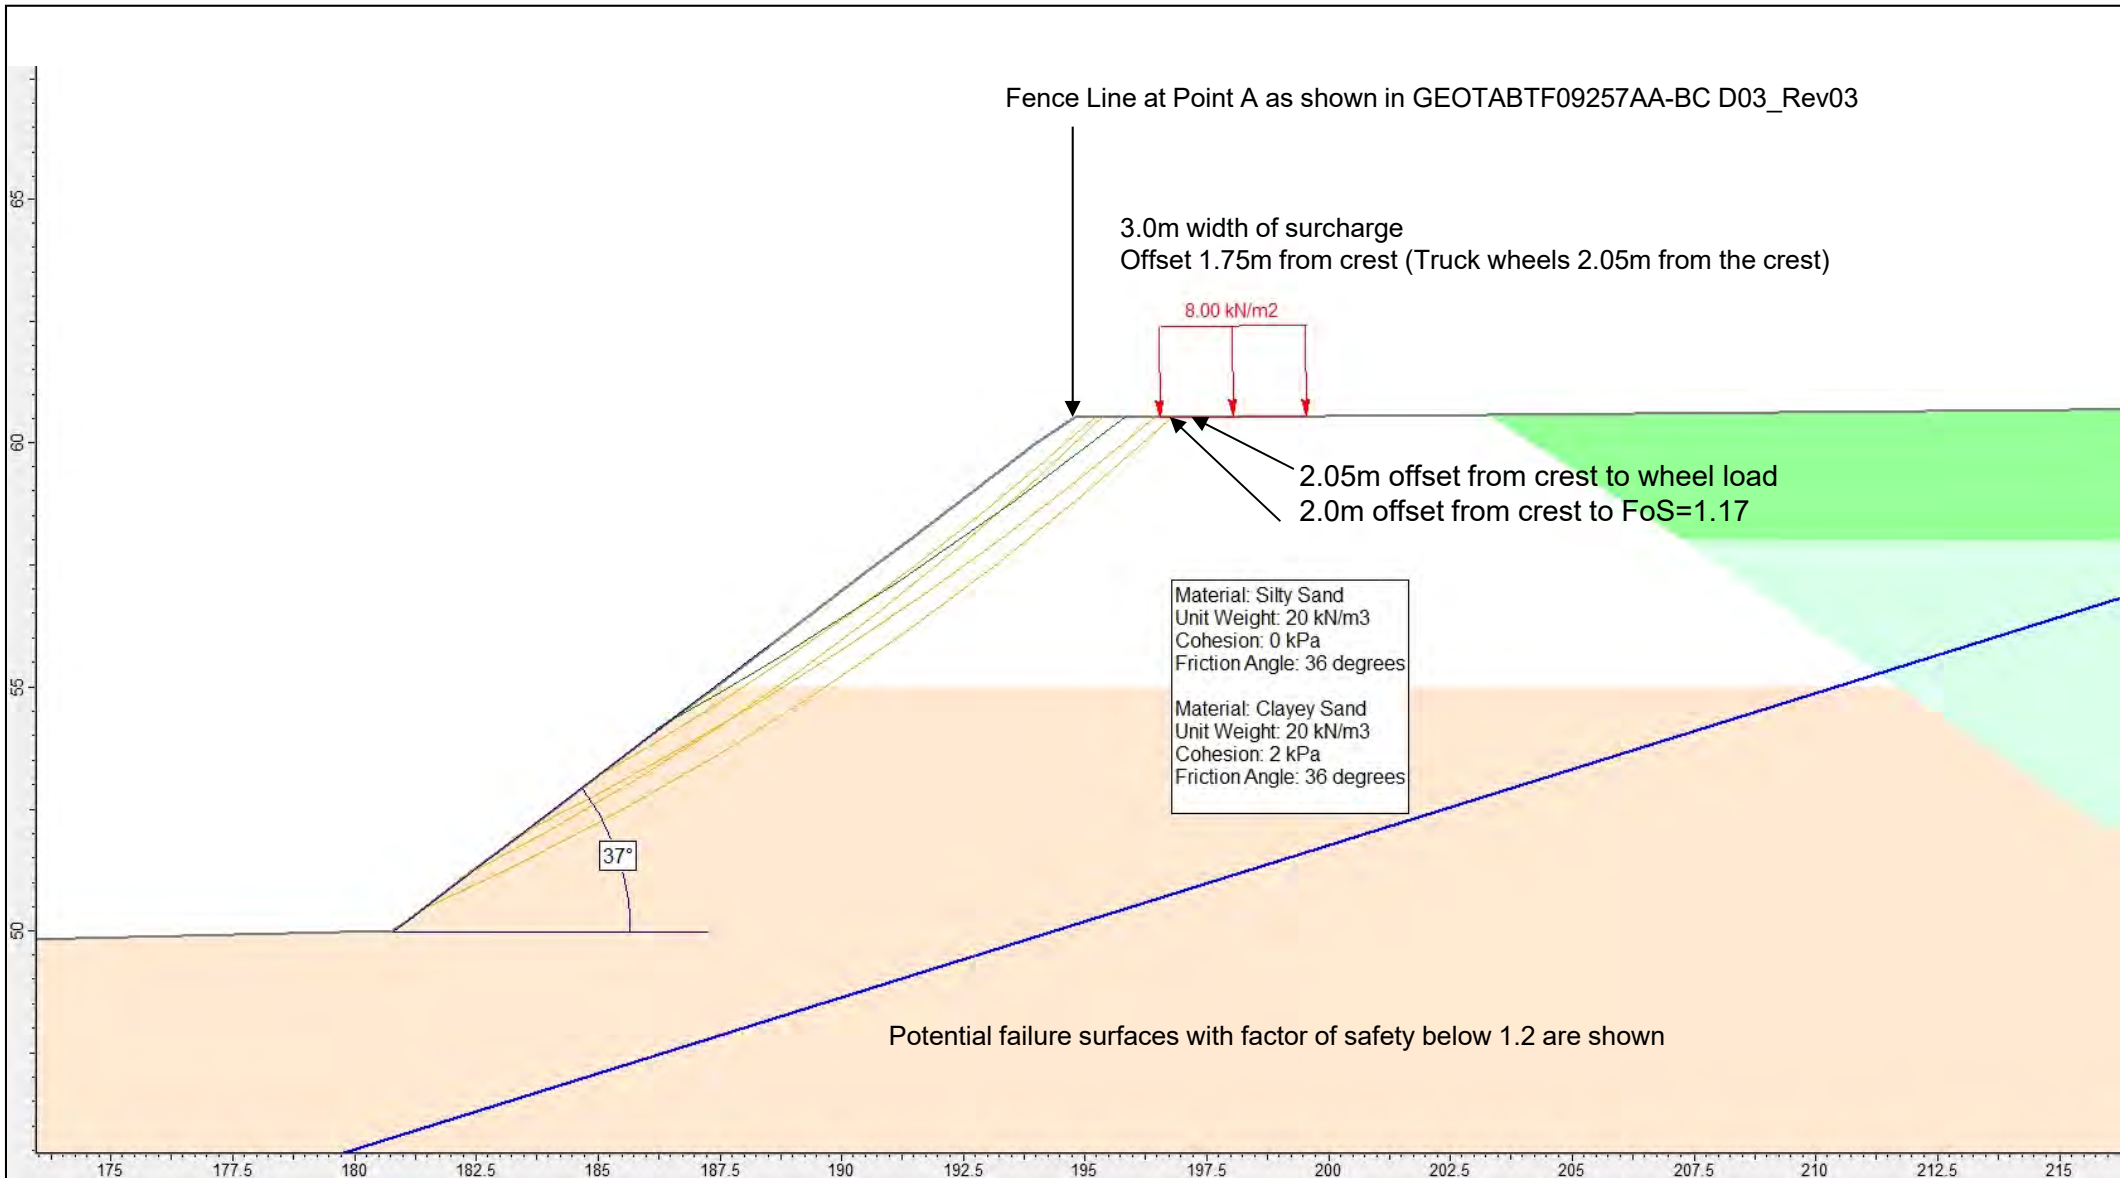 Fence Line at Point A as shown in GEOTABTF09257AA-BC D03_Rev03
3.0m width of surcharge
Offset 1.75m from crest (Truck wheels 2.05m from the crest)
8.00 kN/m2
65
60
2.05m offset from crest to wheel load
2.0m offset from crest to FoS=1.17
Material: Silty Sand
Unit Weight: 20 kN/m3
Cohesion: 0 kPa
Friction Angle: 36 degrees
Material: Clayey Sand
Unit Weight: 20 kN/m3
Cohesion: 2 kPa
Friction Angle: 36 degrees
55
37°
50
Potential failure surfaces with factor of safety below 1.2 are shown
175 177.5 180 182.5 185 187.5 190 192.5 195 197.5 200 202.5 205 207.5 210 212.5 215